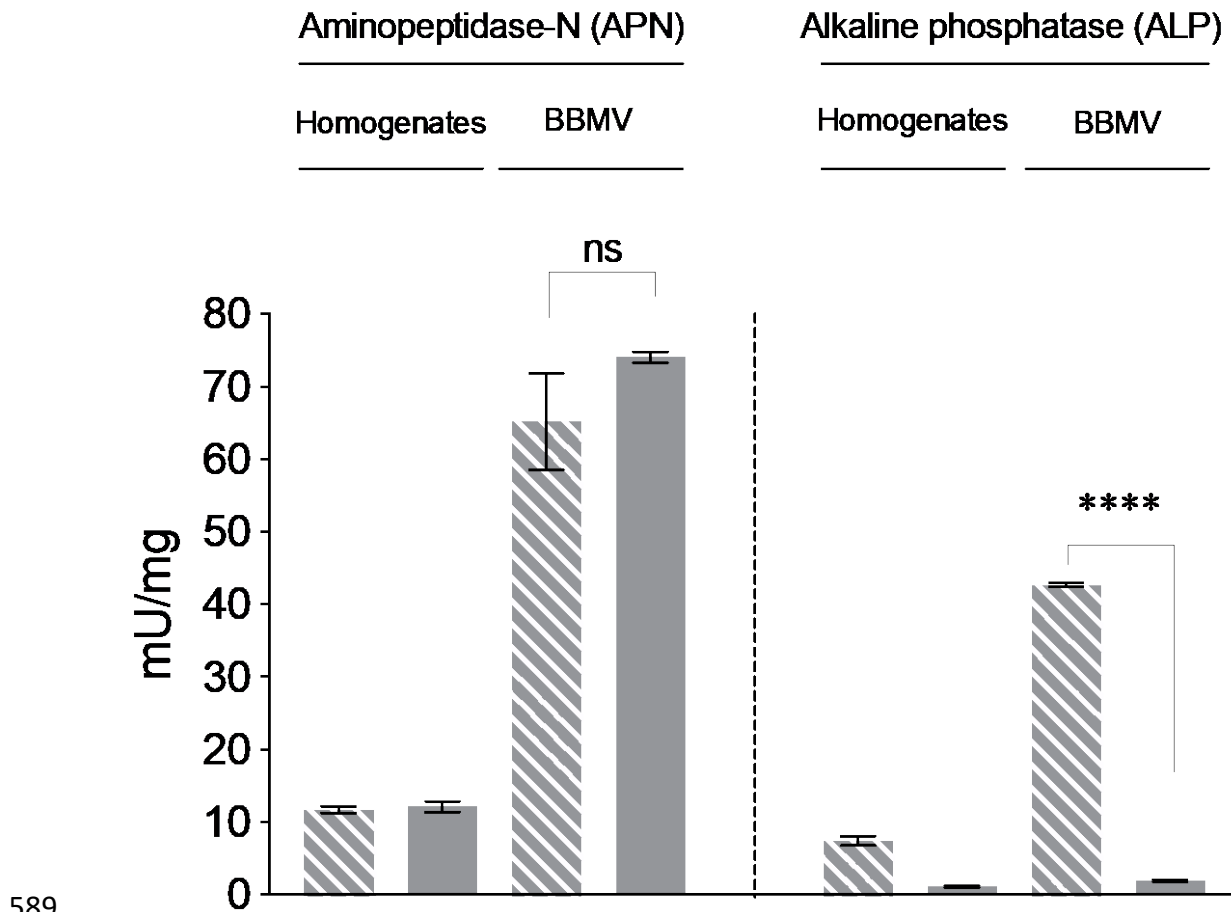 Aminopeptidase-N (APN) Alkaline phosphatase (ALP)
Homogenates BBMV Homogenates BBMV
ns
80
70
60
50
40
30
20
10
0
mU/mg
****
589